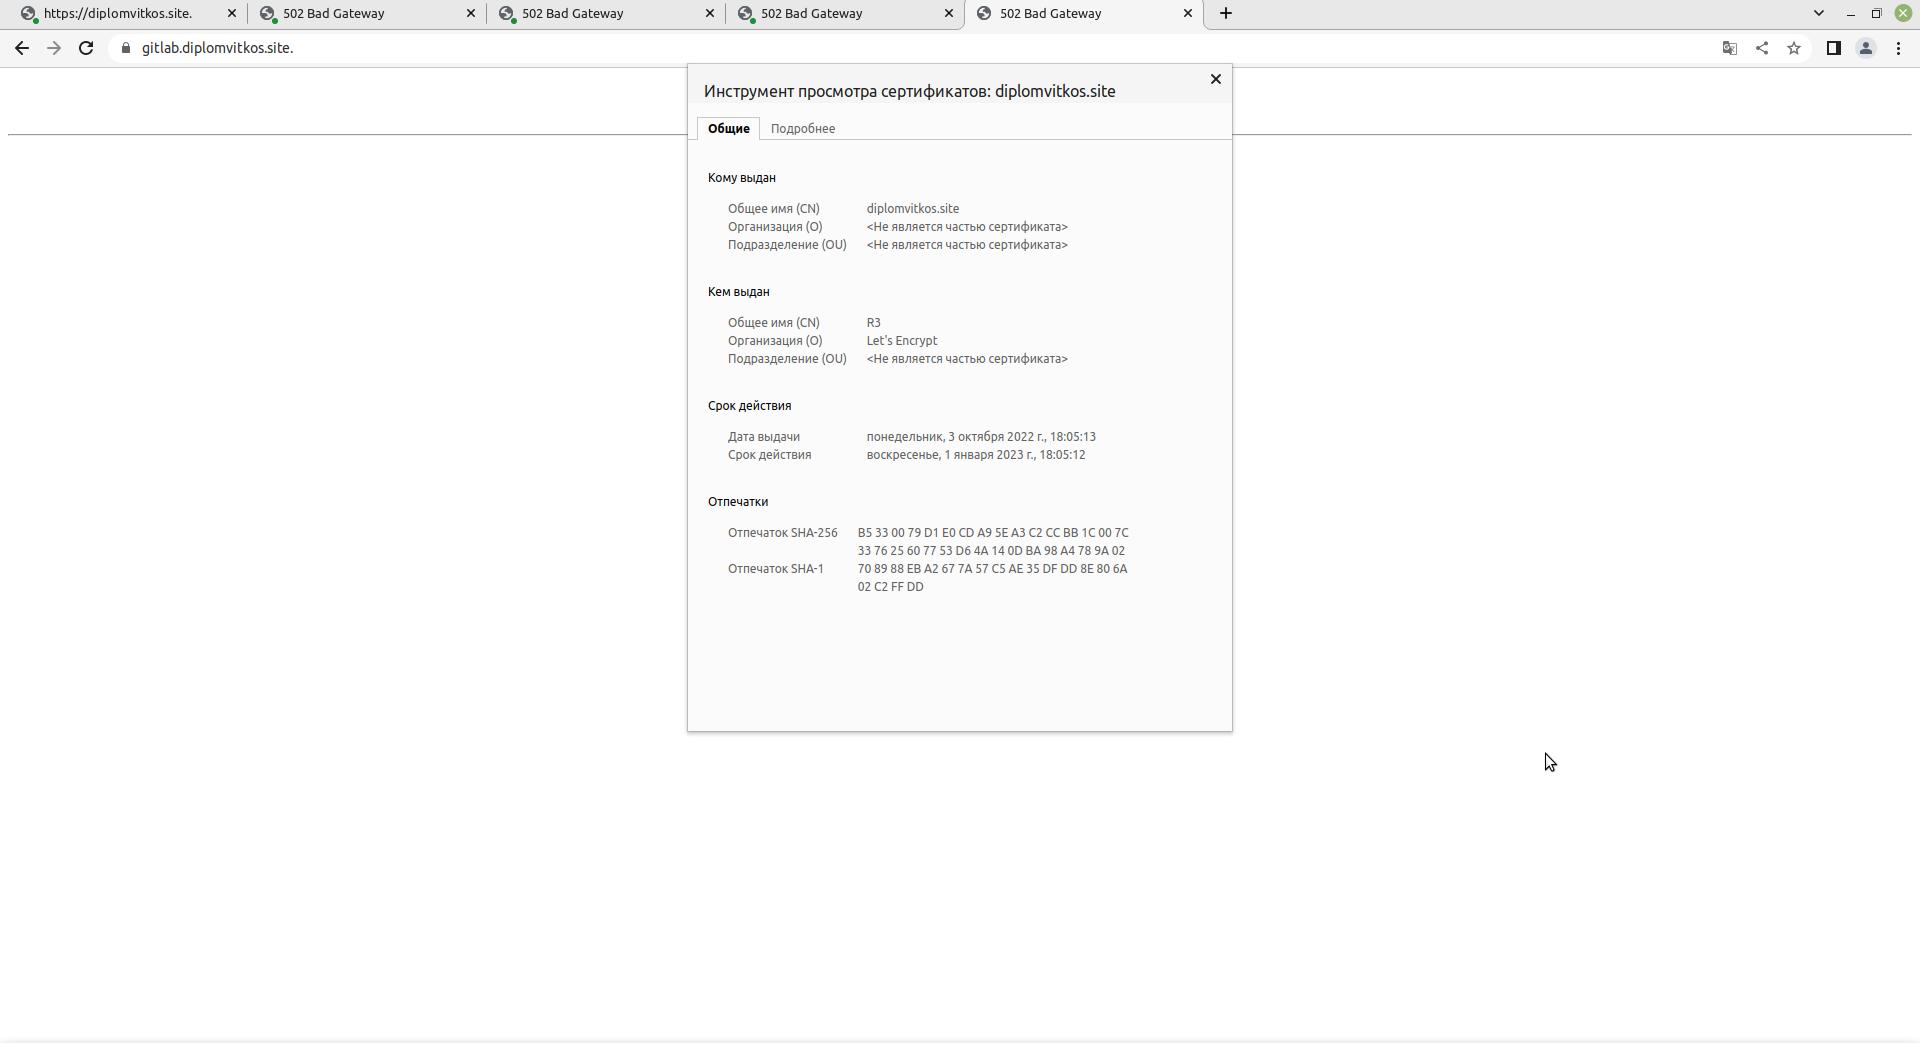 https://diplomvitkos.site.
502 Bad Gateway
502 Bad Gateway
502 Bad Gateway
502 Bad Gateway
gitlab.diplomvitkos.site.
Инструмент просмотра сертификатов: diplomvitkos.site
Общие Подробнее
Кому выдан
Общее имя (CN) diplomvitkos.site
Организация (O) <Не является частью сертификата>
Подразделение (OU) <Не является частью сертификата>
Кем выдан
Общее имя (CN) R3
Организация (O) Let's Encrypt
Подразделение (OU) <Не является частью сертификата>
Срок действия
Дата выдачи понедельник, 3 октября 2022 г., 18:05:13
Срок действия воскресенье, 1 января 2023 г., 18:05:12
Отпечатки
Отпечаток SHA-256 B5 33 00 79 D1 E0 CD A9 5E A3 C2 CC BB 1C 00 7C
33 76 25 60 77 53 D6 4A 14 0D BA 98 A4 78 9A 02
Отпечаток SHA-1 70 89 88 EB A2 67 7A 57 C5 AE 35 DF DD 8E 80 6A
02 C2 FF DD